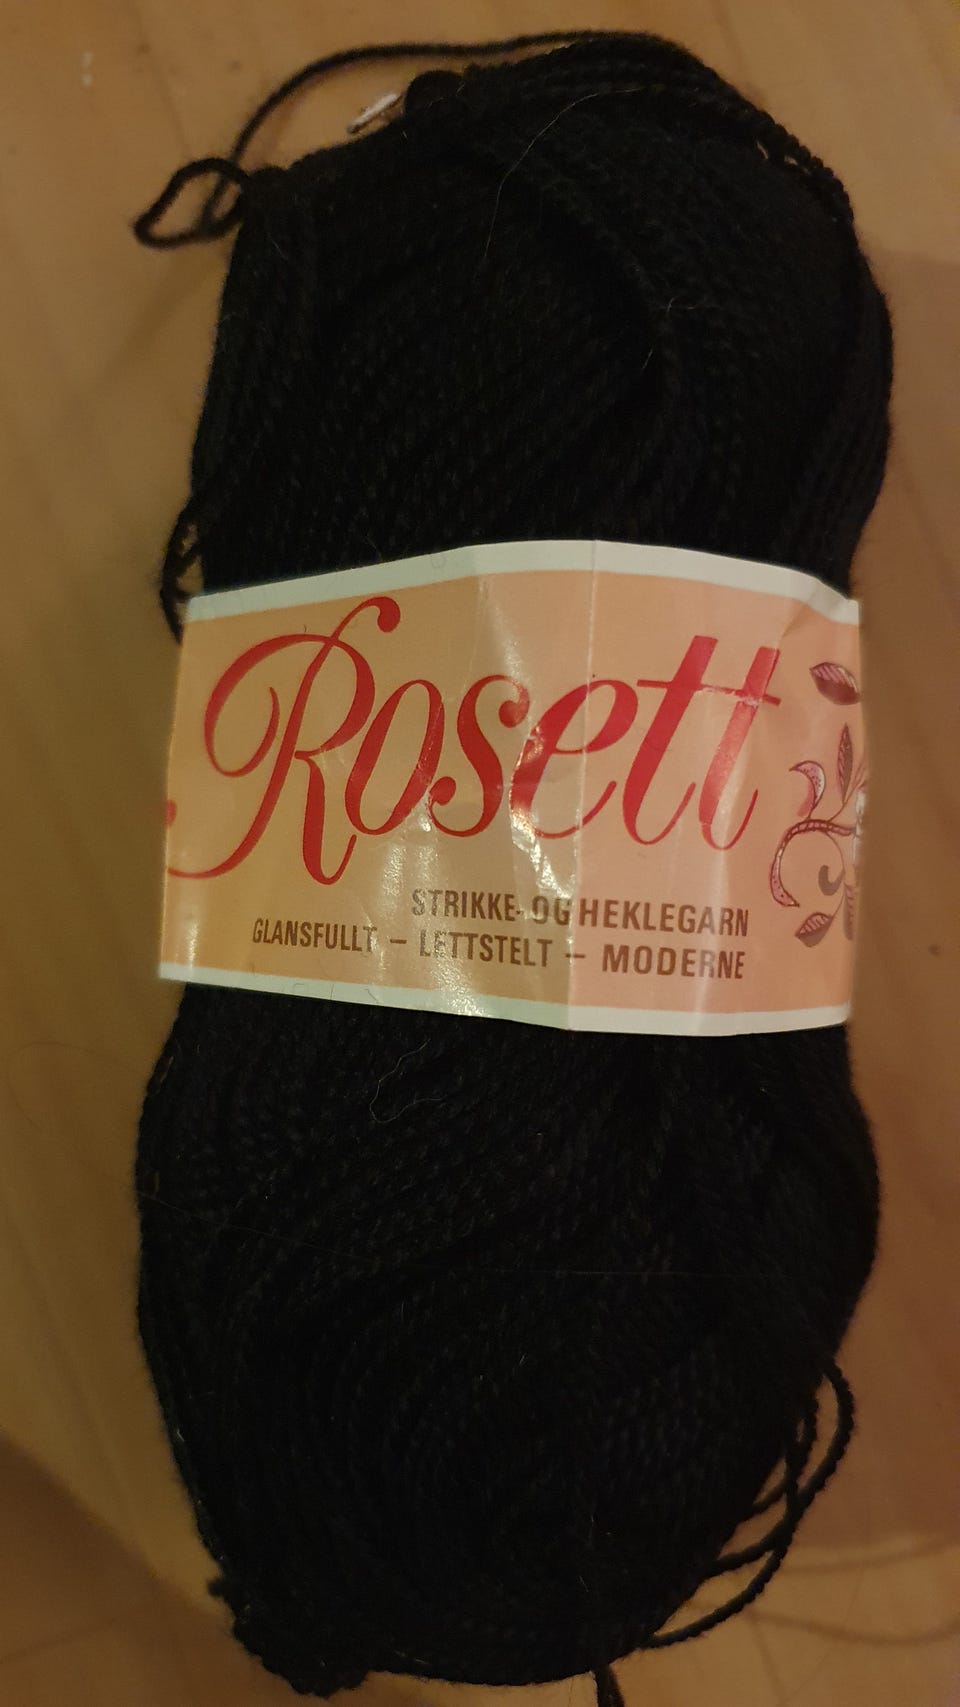 Rosett
STRIKKE- OG HEKLEGARN
GLANSFULLT – LETTSTELT – MODERNE